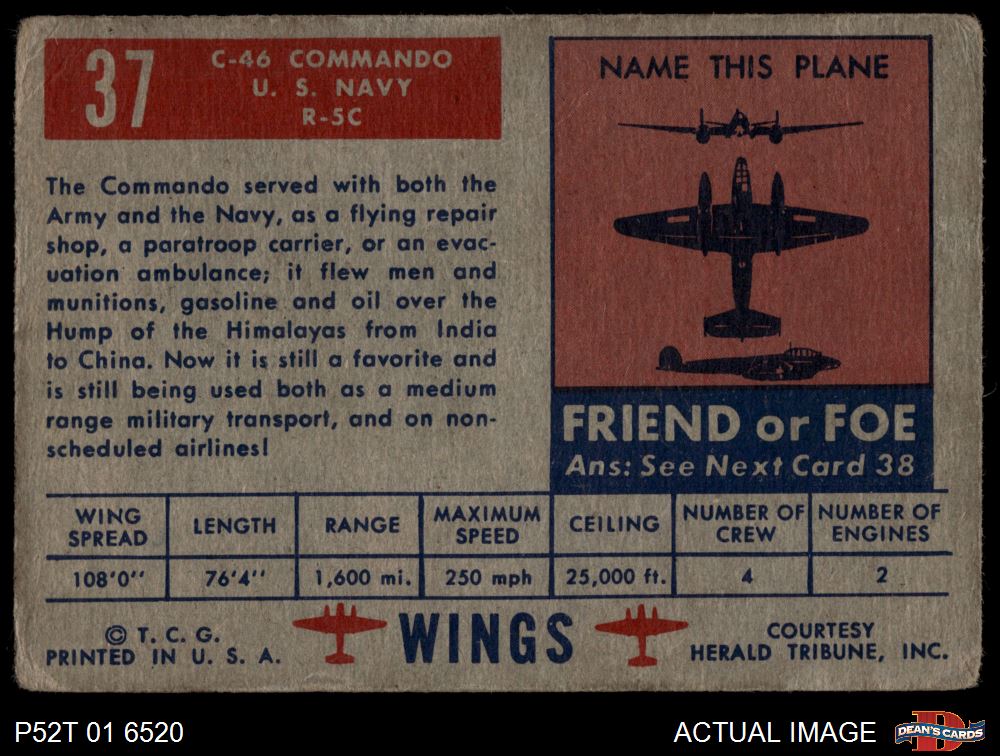 37
C-46 COMMANDO
U. S. NAVY
R-5C
The Commando served with both the
Army and the Navy, as a flying repair
shop, a paratroop carrier, or an evac-
uation ambulance; it flew men and
munitions, gasoline and oil over the
Hump of the Himalayas from India
to China. Now it is still a favorite and
is still being used both as a medium
range military transport, and on non-
scheduled airlines!
NAME THIS PLANE
FRIEND or FOE
Ans: See Next Card 38
WING SPREAD LENGTH RANGE MAXIMUM SPEED CEILING NUMBER OF CREW NUMBER OF ENGINES
108'0'' 76'4'' 1,600 mi. 250 mph 25,000 ft. 4 2
© T. C. G.
PRINTED IN U. S. A.
WINGS
COURTESY
HERALD TRIBUNE, INC.
P52T 01 6520
ACTUAL IMAGE
D
DEAN'S CARDS